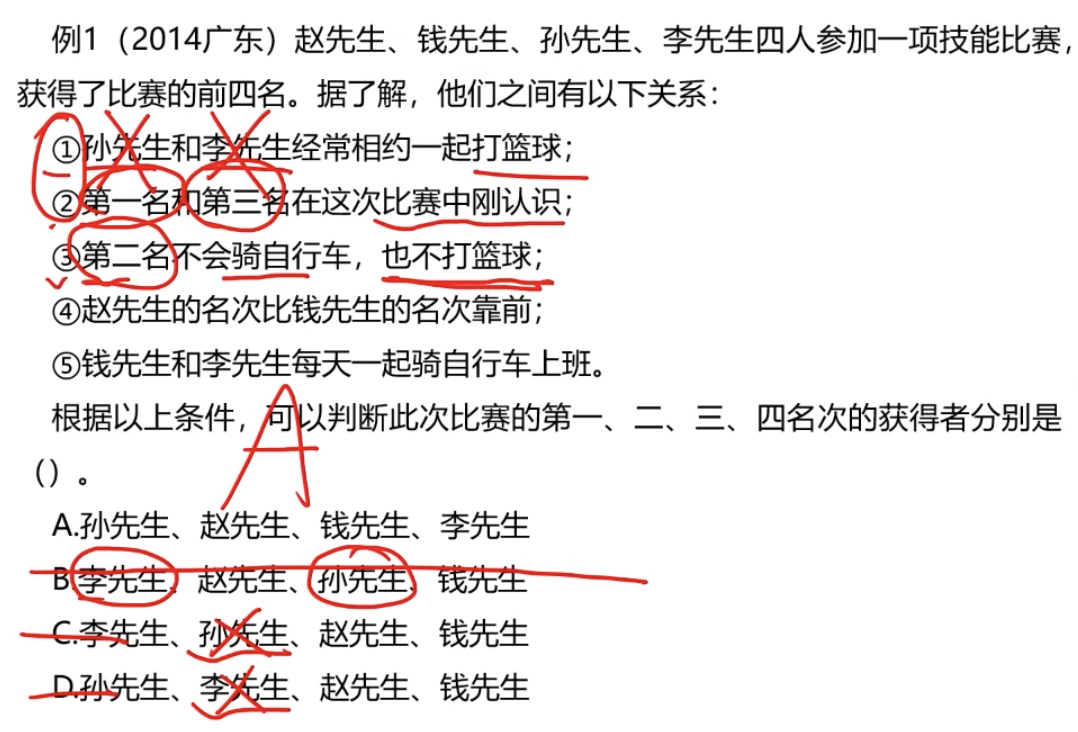 例1（2014广东）赵先生、钱先生、孙先生、李先生四人参加一项技能比赛，
获得了比赛的前四名。据了解，他们之间有以下关系：
①孙先生和李先生经常相约一起打篮球；
②第一名和第三名在这次比赛中刚认识；
③第二名不会骑自行车，也不打篮球；
④赵先生的名次比钱先生的名次靠前；
⑤钱先生和李先生每天一起骑自行车上班。
根据以上条件，可以判断此次比赛的第一、二、三、四名次的获得者分别是
（）。
A
A.孙先生、赵先生、钱先生、李先生
B.李先生、赵先生、孙先生、钱先生
C.李先生、孙先生、赵先生、钱先生
D.孙先生、李先生、赵先生、钱先生